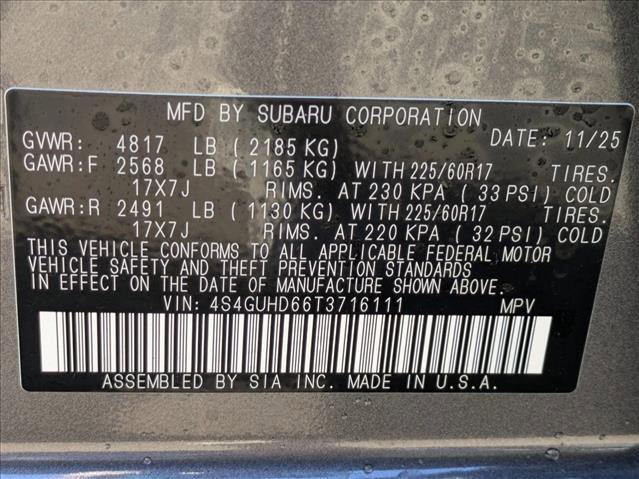 MFD BY SUBARU CORPORATION
GVWR: 4817 LB ( 2185 KG) DATE: 11/25
GAWR:F 2568 LB ( 1165 KG) WITH 225/60R17 TIRES.
17X7J RIMS. AT 230 KPA ( 33 PSI) COLD
GAWR:R 2491 LB ( 1130 KG) WITH 225/60R17 TIRES.
17X7J RIMS. AT 220 KPA ( 32 PSI) COLD
THIS VEHICLE CONFORMS TO ALL APPLICABLE FEDERAL MOTOR
VEHICLE SAFETY AND THEFT PREVENTION STANDARDS
IN EFFECT ON THE DATE OF MANUFACTURE SHOWN ABOVE.
VIN: 4S4GUHD66T3716111 MPV
ASSEMBLED BY SIA INC. MADE IN U.S.A.